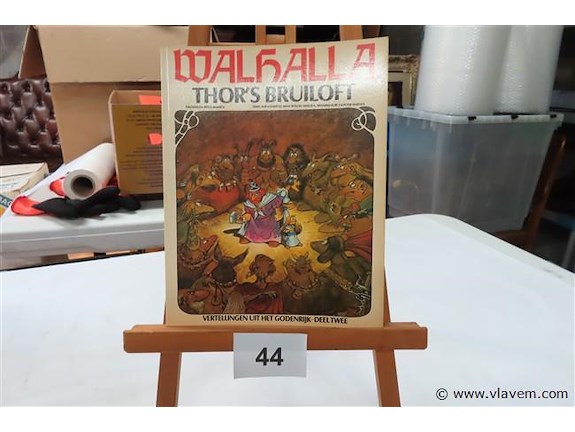 WALHALLA
THOR'S BRUILOFT
VERTELLINGEN UIT HET GODENRIJK - DEEL TWEE
44
© www.vlavem.com